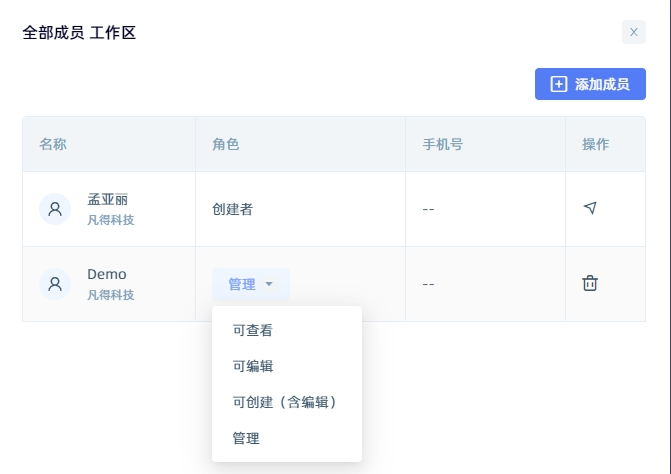 全部成员 工作区
X
添加成员
名称 角色 手机号 操作
孟亚丽
凡得科技
创建者 --
Demo
凡得科技
管理 --
可查看
可编辑
可创建（含编辑）
管理